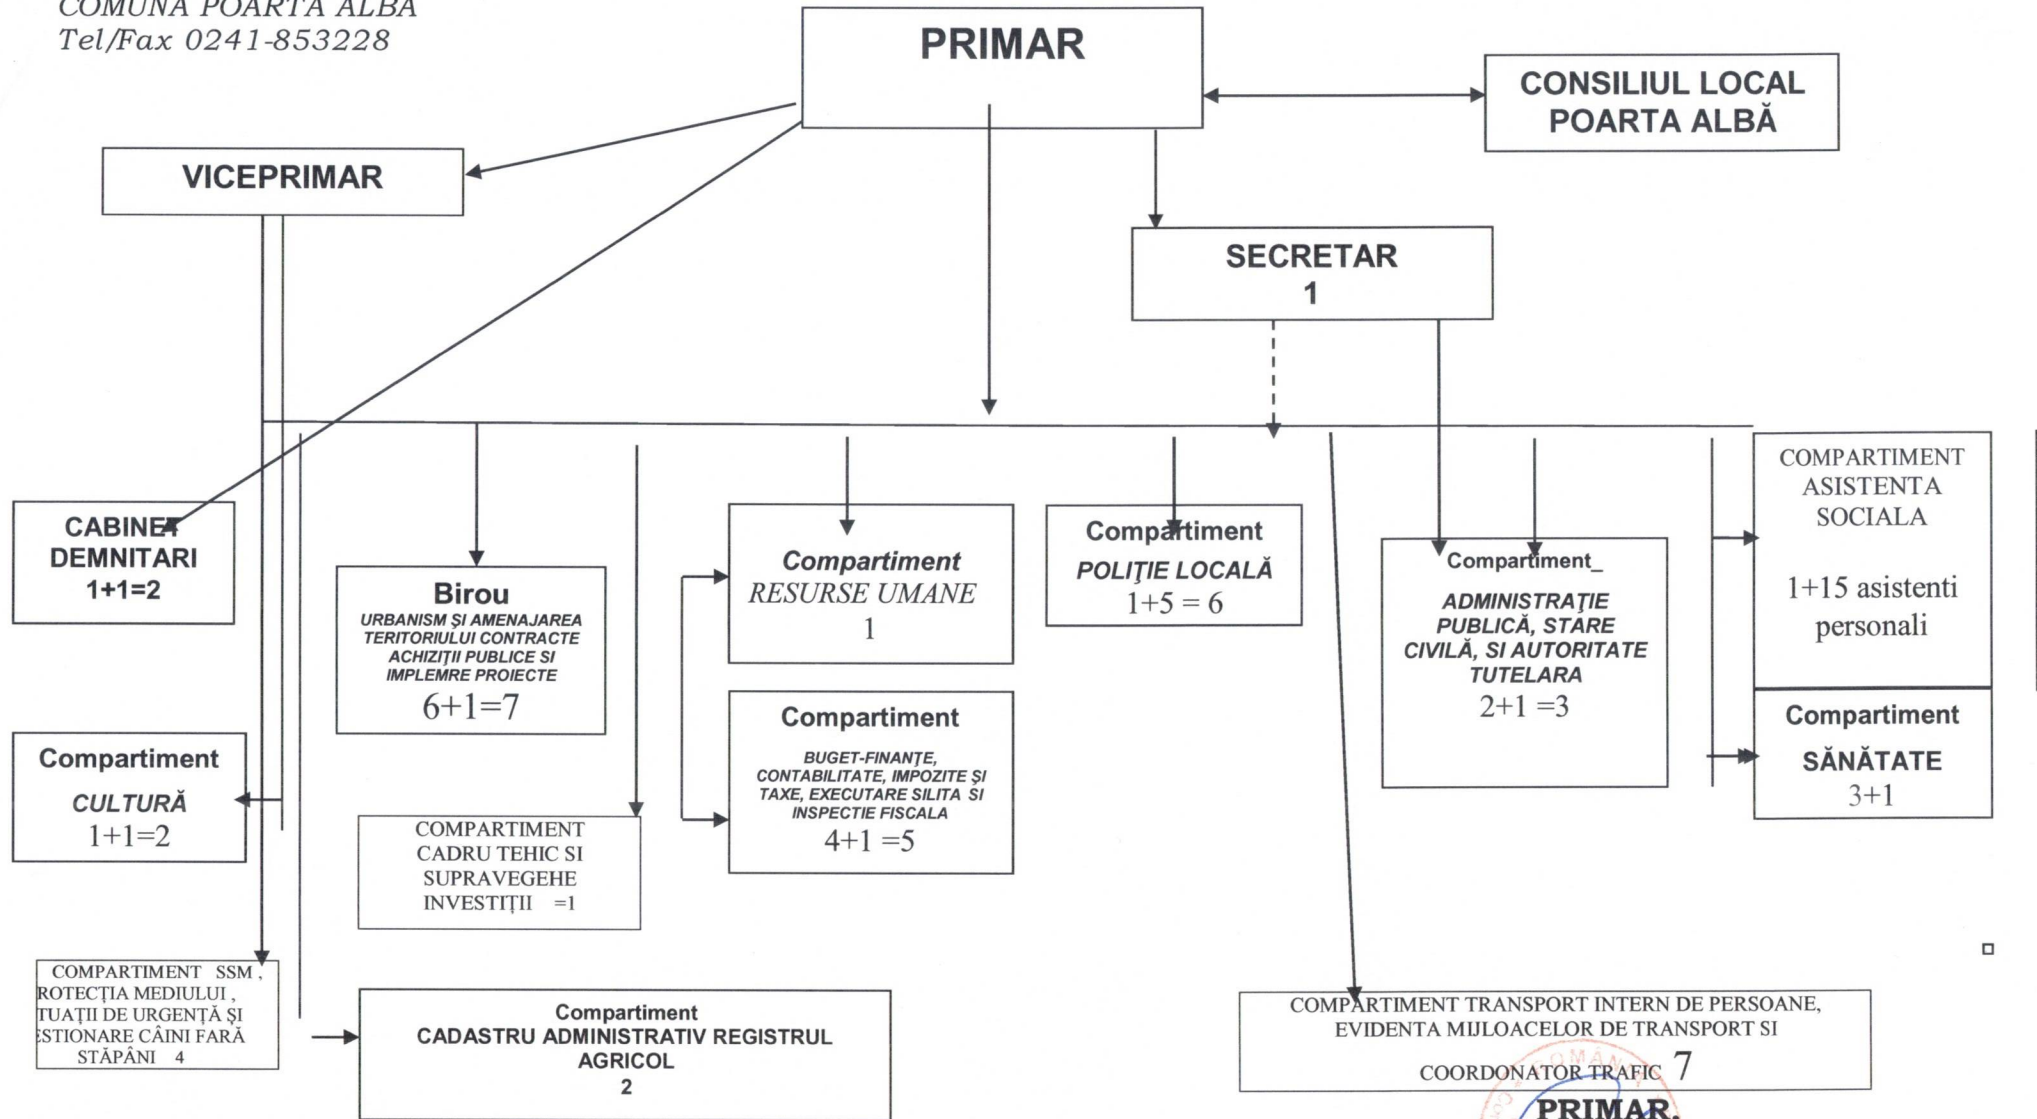 COMUNA POARTA ALBĂ
Tel/Fax 0241-853228
PRIMAR
CONSILIUL LOCAL
POARTA ALBĂ
VICEPRIMAR
SECRETAR
1
CABINET
DEMNITARI
1+1=2
Birou
URBANISM ŞI AMENAJAREA
TERITORIULUI CONTRACTE
ACHIZIŢII PUBLICE SI
IMPLEMRE PROIECTE
6+1=7
Compartiment
RESURSE UMANE
1
Compartiment
POLIŢIE LOCALĂ
1+5 = 6
Compartiment_
ADMINISTRAŢIE
PUBLICĂ, STARE
CIVILĂ, SI AUTORITATE
TUTELARA
2+1 =3
COMPARTIMENT
ASISTENTA
SOCIALA
1+15 asistenti
personali
Compartiment
CULTURĂ
1+1=2
COMPARTIMENT
CADRU TEHIC SI
SUPRAVEGEHE
INVESTIŢII =1
Compartiment
BUGET-FINANŢE,
CONTABILITATE, IMPOZITE ŞI
TAXE, EXECUTARE SILITA SI
INSPECTIE FISCALA
4+1 =5
Compartiment
SĂNĂTATE
3+1
COMPARTIMENT SSM ,
ROTECŢIA MEDIULUI ,
TUAŢII DE URGENŢĂ ŞI
ESTIONARE CÂINI FARĂ
STĂPÂNI 4
Compartiment
CADASTRU ADMINISTRATIV REGISTRUL
AGRICOL
2
COMPARTIMENT TRANSPORT INTERN DE PERSOANE,
EVIDENTA MIJLOACELOR DE TRANSPORT SI
COORDONATOR TRAFIC 7
ROMÂNIA
PRIMAR,